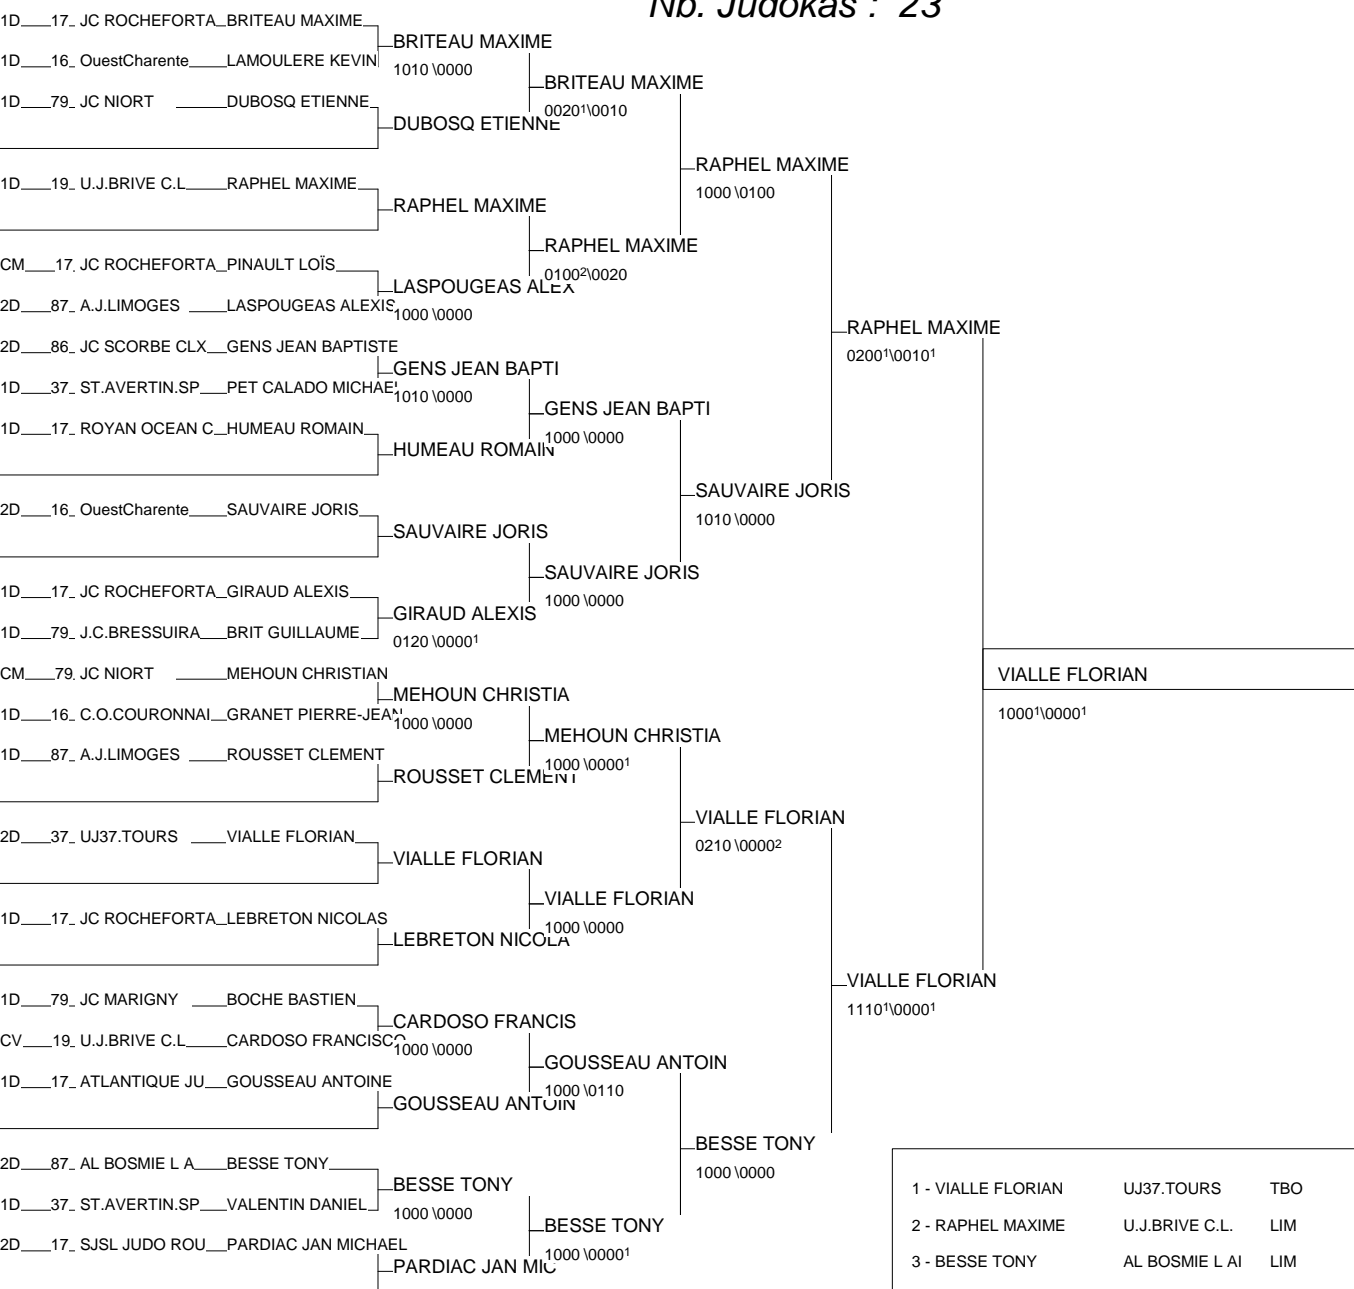 Nb. Judokas : 23
1D 17 JC ROCHEFORTA BRITEAU MAXIME
BRITEAU MAXIME
1D 16 OuestCharente LAMOULERE KEVIN
1010 \0000
BRITEAU MAXIME
1D 79 JC NIORT DUBOSQ ETIENNE
0020¹\0010
DUBOSQ ETIENNE
RAPHEL MAXIME
1D 19 U.J.BRIVE C.L RAPHEL MAXIME
1000 \0100
RAPHEL MAXIME
RAPHEL MAXIME
CM 17 JC ROCHEFORTA PINAULT LOÏS
0100²\0020
LASPOUGEAS ALEX
2D 87 A.J.LIMOGES LASPOUGEAS ALEXIS
1000 \0000
RAPHEL MAXIME
2D 86 JC SCORBE CLX GENS JEAN BAPTISTE
0200¹\0010¹
GENS JEAN BAPTI
1D 37 ST.AVERTIN.SP PET CALADO MICHAEL
1010 \0000
GENS JEAN BAPTI
1D 17 ROYAN OCEAN C HUMEAU ROMAIN
1000 \0000
HUMEAU ROMAIN
SAUVAIRE JORIS
2D 16 OuestCharente SAUVAIRE JORIS
1010 \0000
SAUVAIRE JORIS
SAUVAIRE JORIS
1D 17 JC ROCHEFORTA GIRAUD ALEXIS
1000 \0000
GIRAUD ALEXIS
1D 79 J.C.BRESSUIRA BRIT GUILLAUME
0120 \0000¹
CM 79 JC NIORT MEHOUN CHRISTIAN
VIALLE FLORIAN
MEHOUN CHRISTIA
1D 16 C.O.COURONNAI GRANET PIERRE-JEAN
1000¹\0000¹
1000 \0000
MEHOUN CHRISTIA
1D 87 A.J.LIMOGES ROUSSET CLEMENT
1000 \0000¹
ROUSSET CLEMENT
VIALLE FLORIAN
2D 37 UJ37.TOURS VIALLE FLORIAN
0210 \0000²
VIALLE FLORIAN
VIALLE FLORIAN
1D 17 JC ROCHEFORTA LEBRETON NICOLAS
1000 \0000
LEBRETON NICOLA
VIALLE FLORIAN
1D 79 JC MARIGNY BOCHE BASTIEN
1110¹\0000¹
CARDOSO FRANCIS
CV 19 U.J.BRIVE C.L CARDOSO FRANCISCO
1000 \0000
GOUSSEAU ANTOIN
1D 17 ATLANTIQUE JU GOUSSEAU ANTOINE
1000 \0110
GOUSSEAU ANTOIN
BESSE TONY
2D 87 AL BOSMIE L A BESSE TONY
1000 \0000
BESSE TONY
1 - VIALLE FLORIAN UJ37.TOURS TBO
1D 37 ST.AVERTIN.SP VALENTIN DANIEL
1000 \0000
BESSE TONY
2 - RAPHEL MAXIME U.J.BRIVE C.L. LIM
2D 17 SJSL JUDO ROU PARDIAC JAN MICHAEL
1000 \0000¹
PARDIAC JAN MIC
3 - BESSE TONY AL BOSMIE L AI LIM